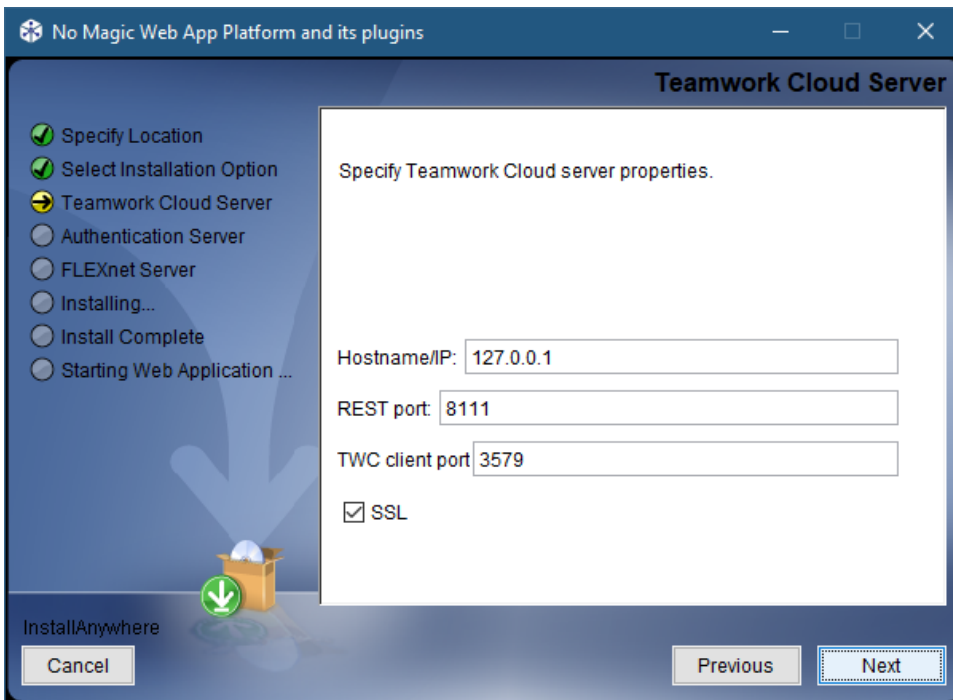 No Magic Web App Platform and its plugins
Teamwork Cloud Server
Specify Location
Select Installation Option
Teamwork Cloud Server
Authentication Server
FLEXnet Server
Installing...
Install Complete
Starting Web Application ...
Specify Teamwork Cloud server properties.
Hostname/IP: 127.0.0.1
REST port: 8111
TWC client port 3579
SSL
InstallAnywhere
Cancel
Previous
Next